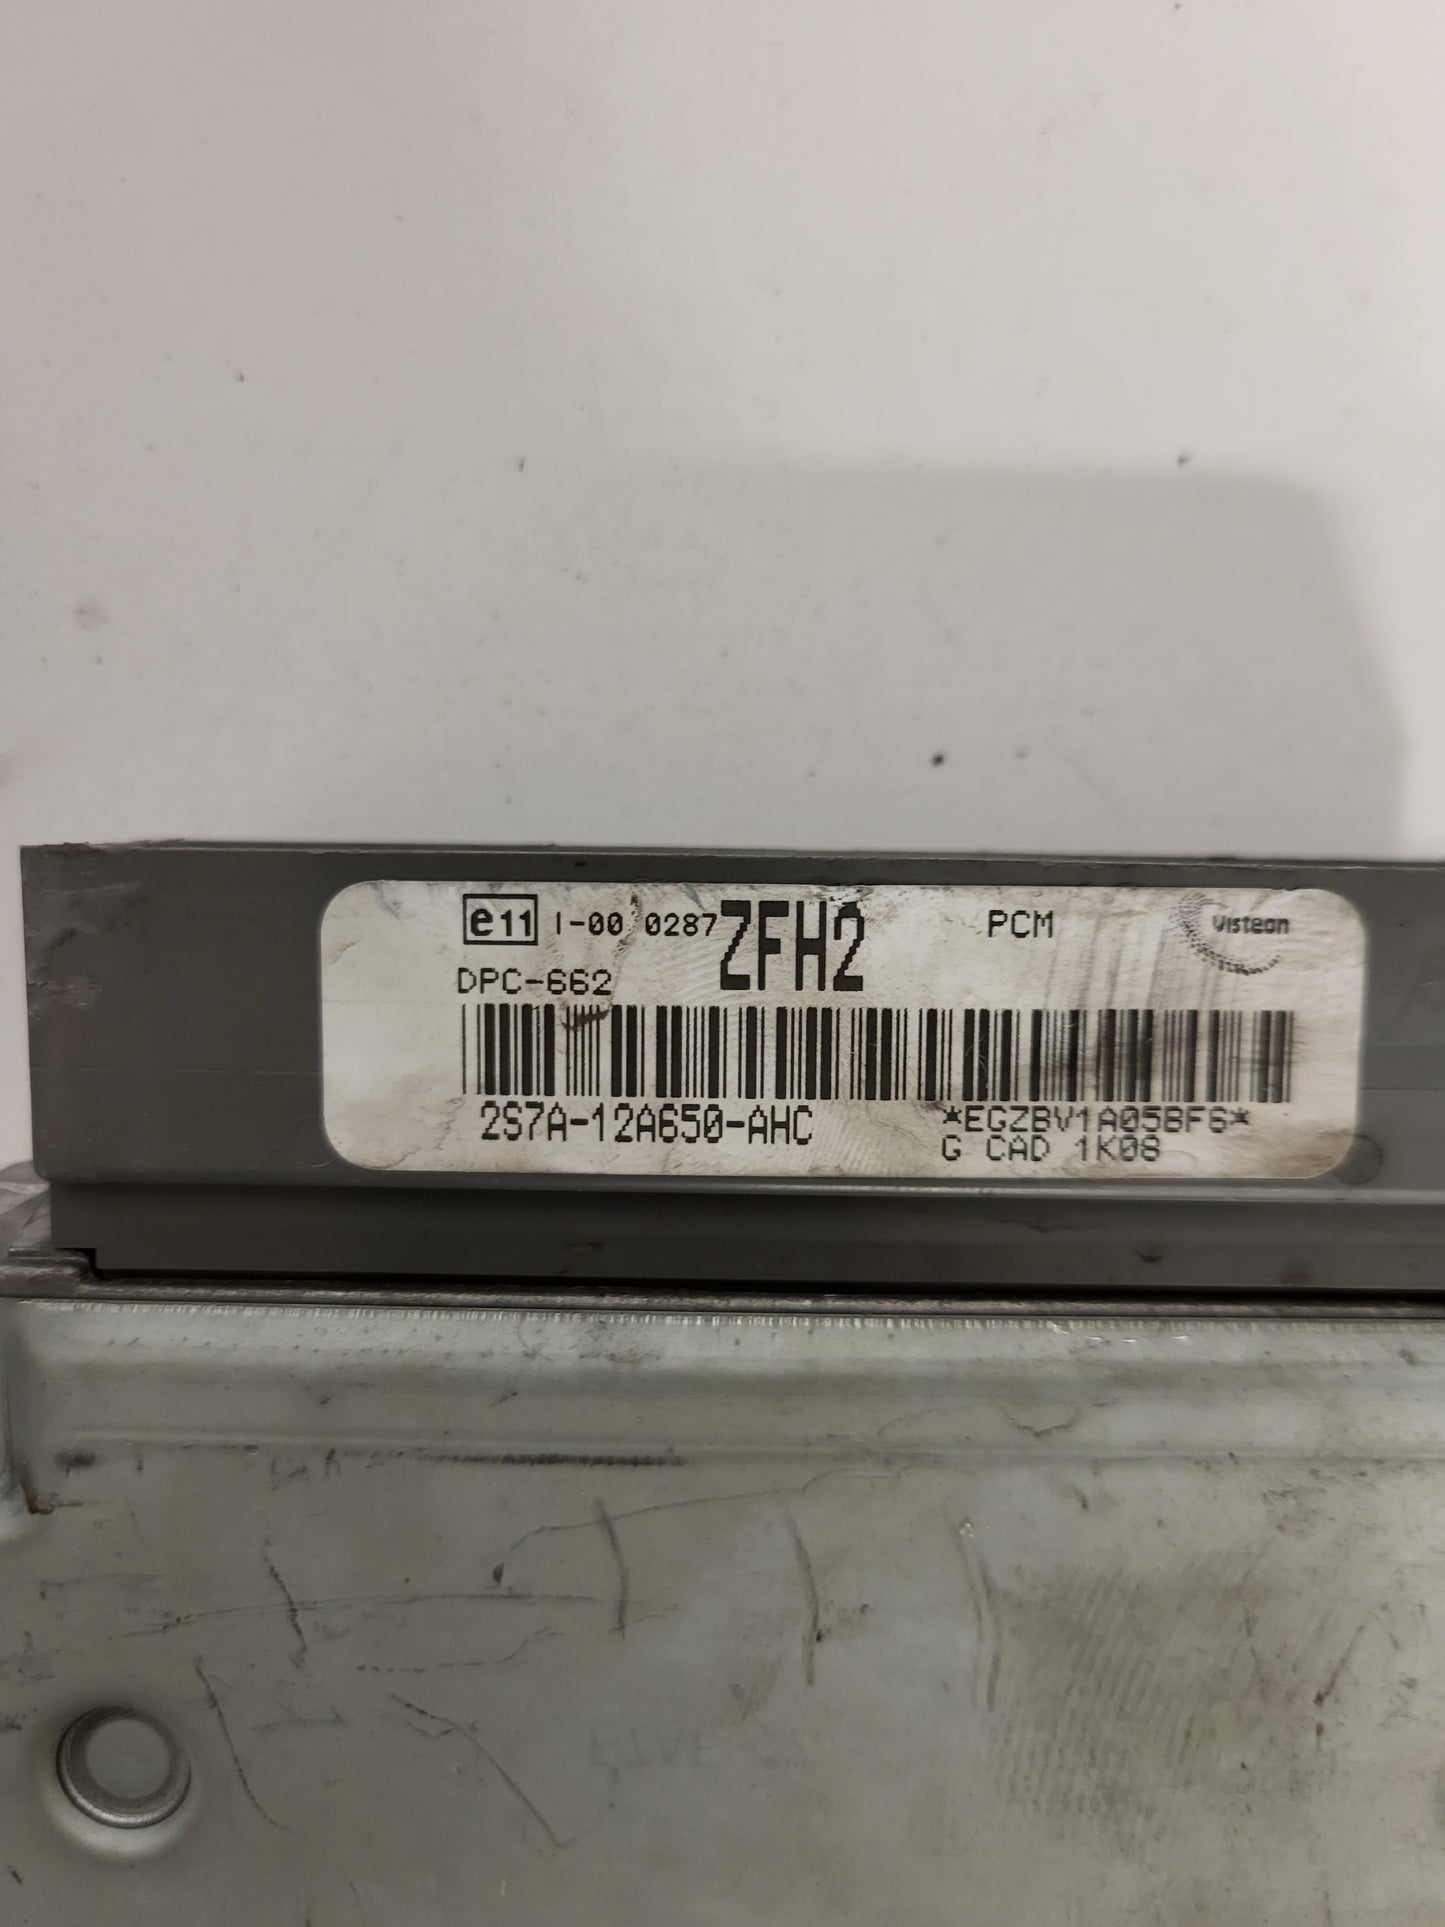 e11 I-00 0287 ZFH2 PCM Visteon
DPC-662
2S7A-12A650-AHC *EGZBV1A05BF6*
G CAD 1K08